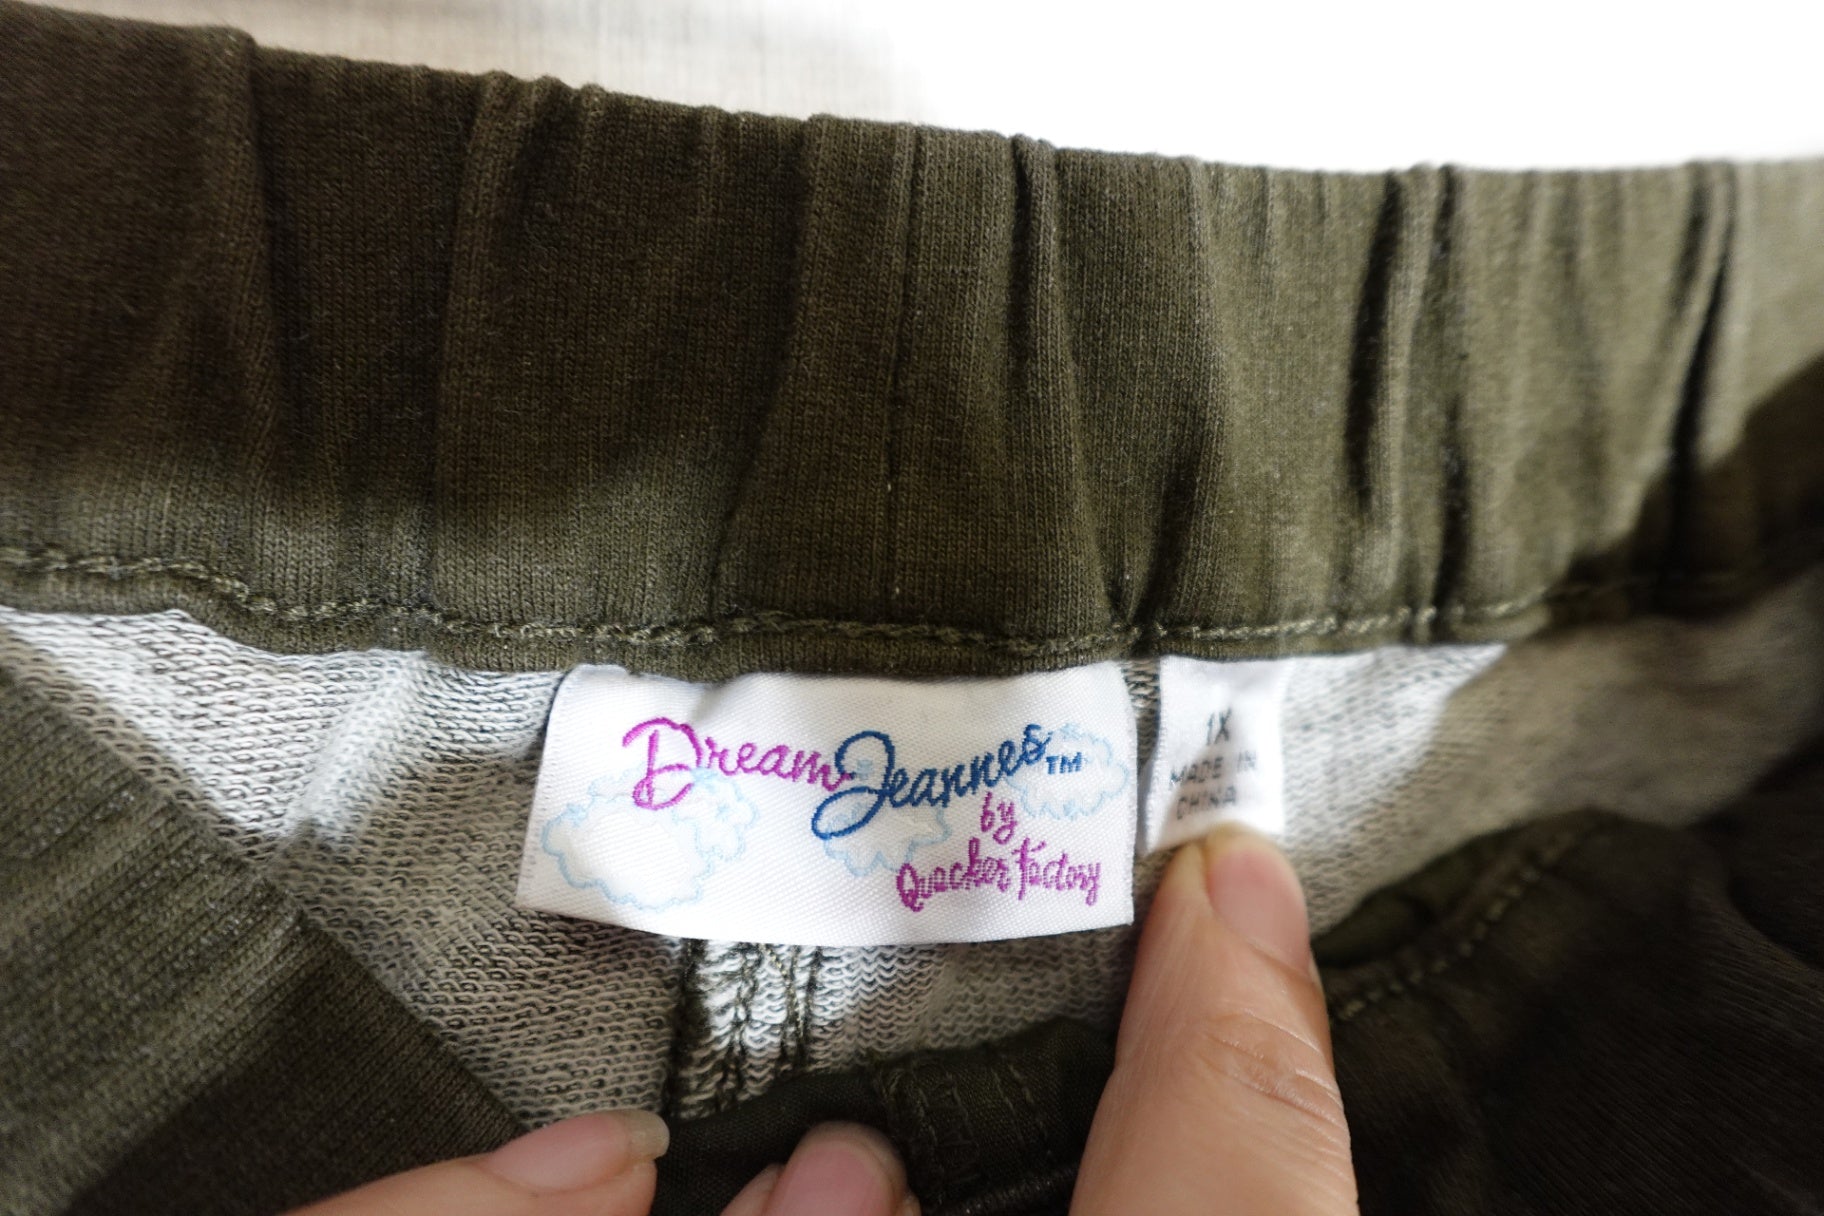 Dream Jeannes™
by
Quacker Factory
1X
MADE IN
CHINA